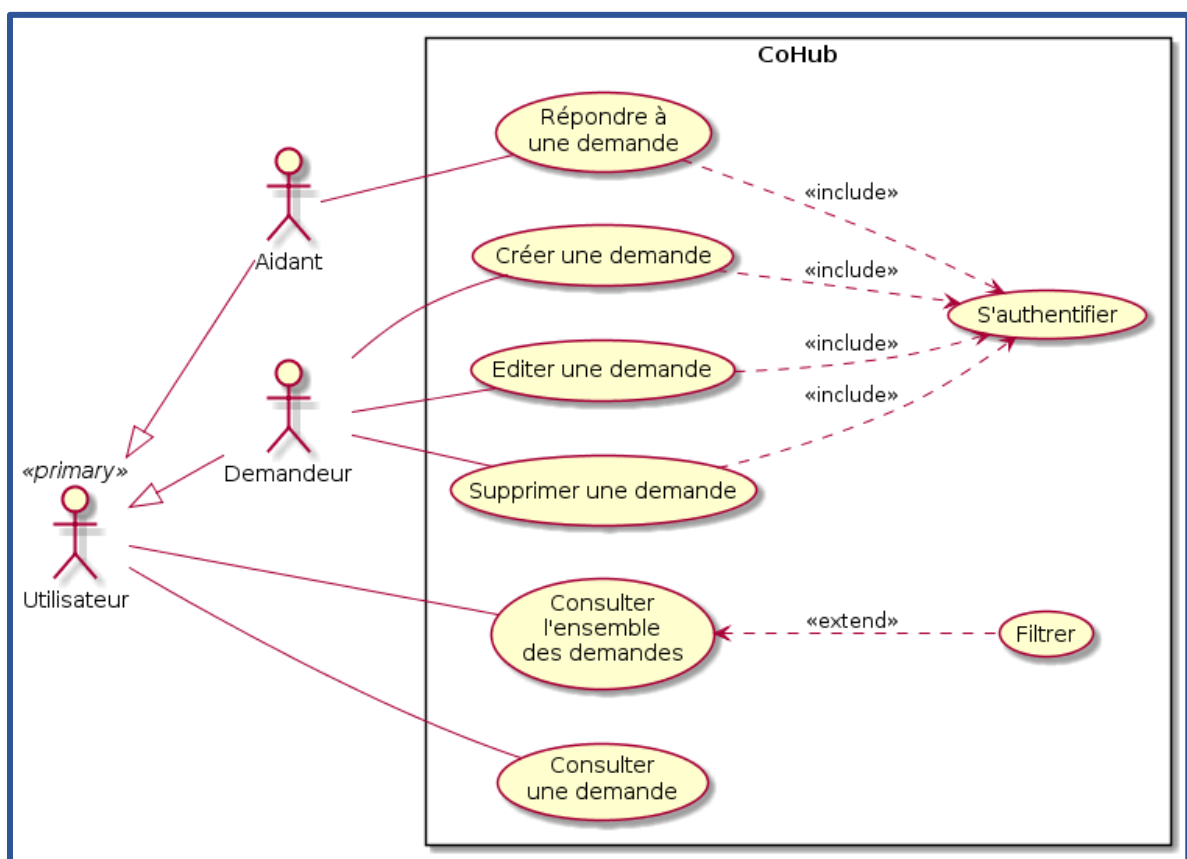 CoHub
Répondre à
une demande
«include»
Aidant
Créer une demande
«include»
S'authentifier
Editer une demande
«include»
«include»
Demandeur
«primary»
Supprimer une demande
Utilisateur
Consulter
l'ensemble
des demandes
«extend»
Filtrer
Consulter
une demande